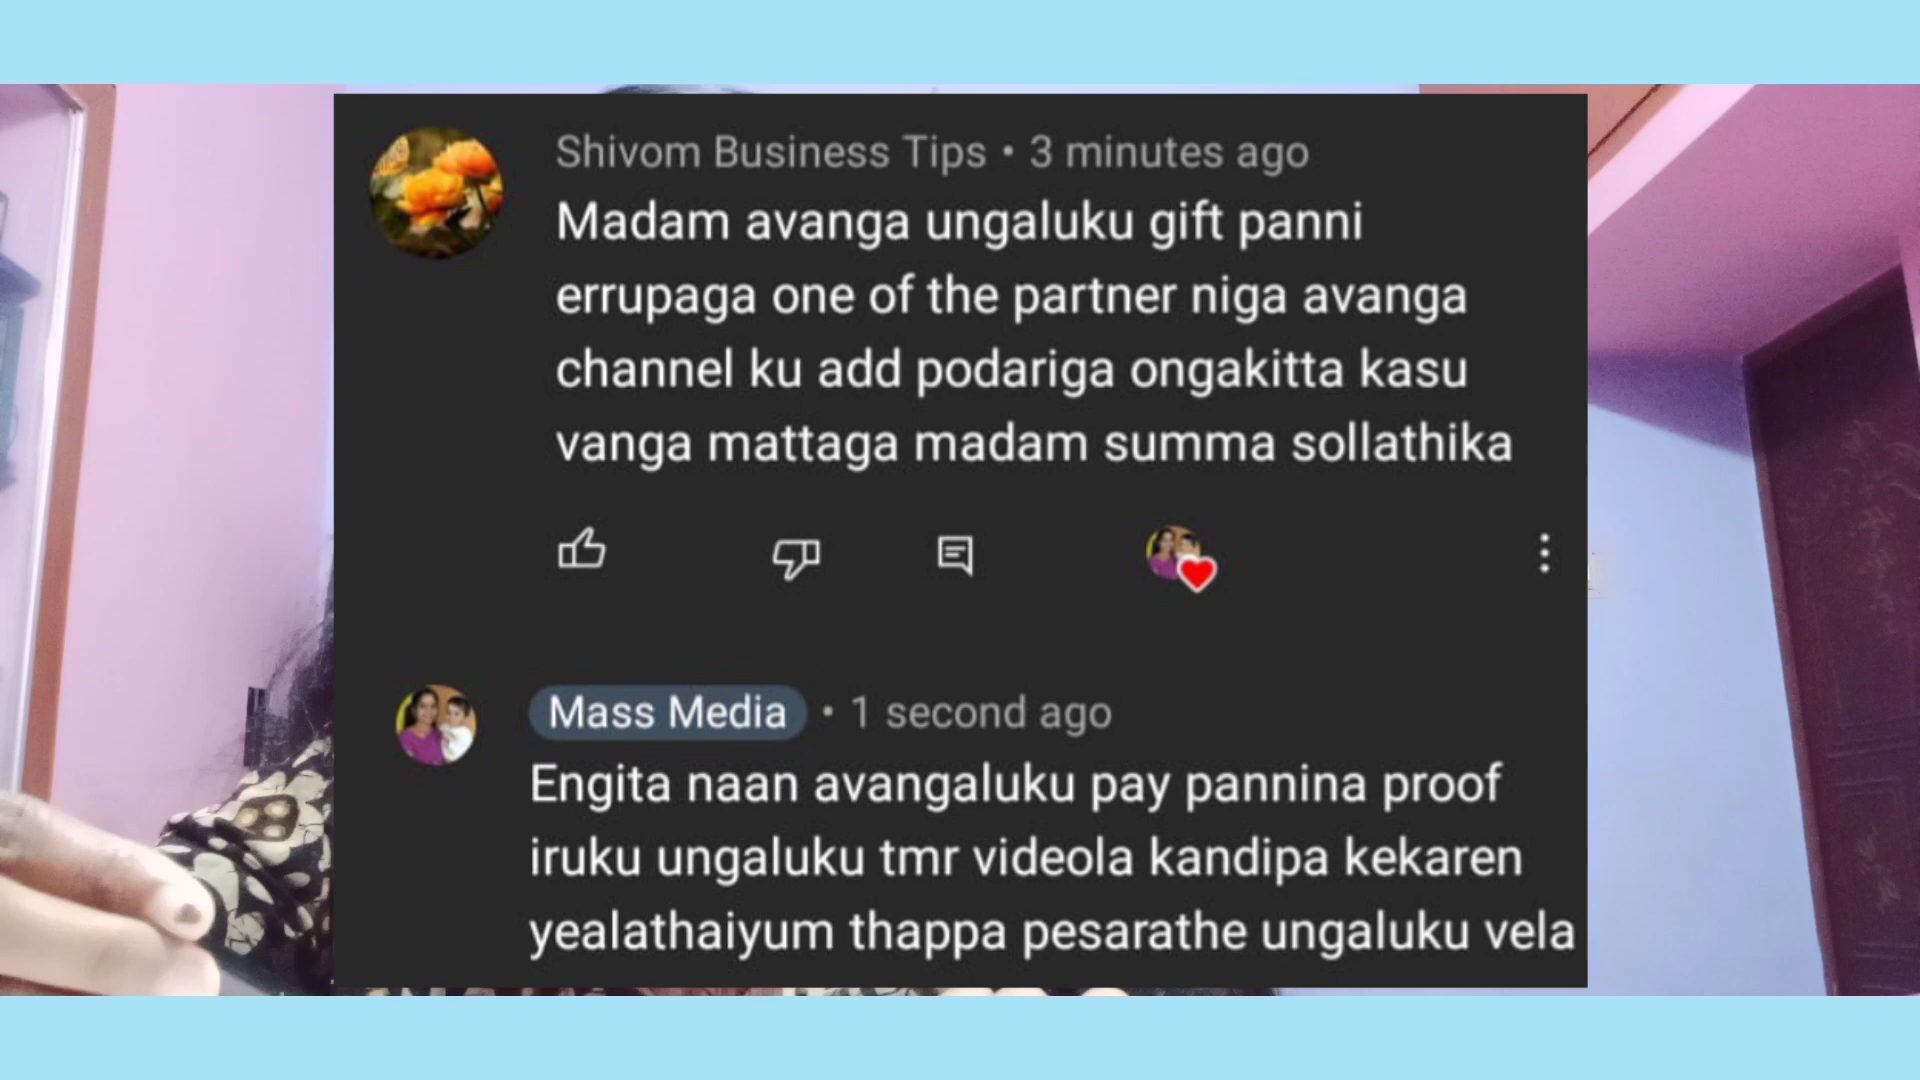 Shivom Business Tips • 3 minutes ago
Madam avanga ungaluku gift panni
errupaga one of the partner niga avanga
channel ku add podariga ongakitta kasu
vanga mattaga madam summa sollathika
Mass Media • 1 second ago
Engita naan avangaluku pay pannina proof
iruku ungaluku tmr videola kandipa kekaren
yealathaiyum thappa pesarathe ungaluku vela